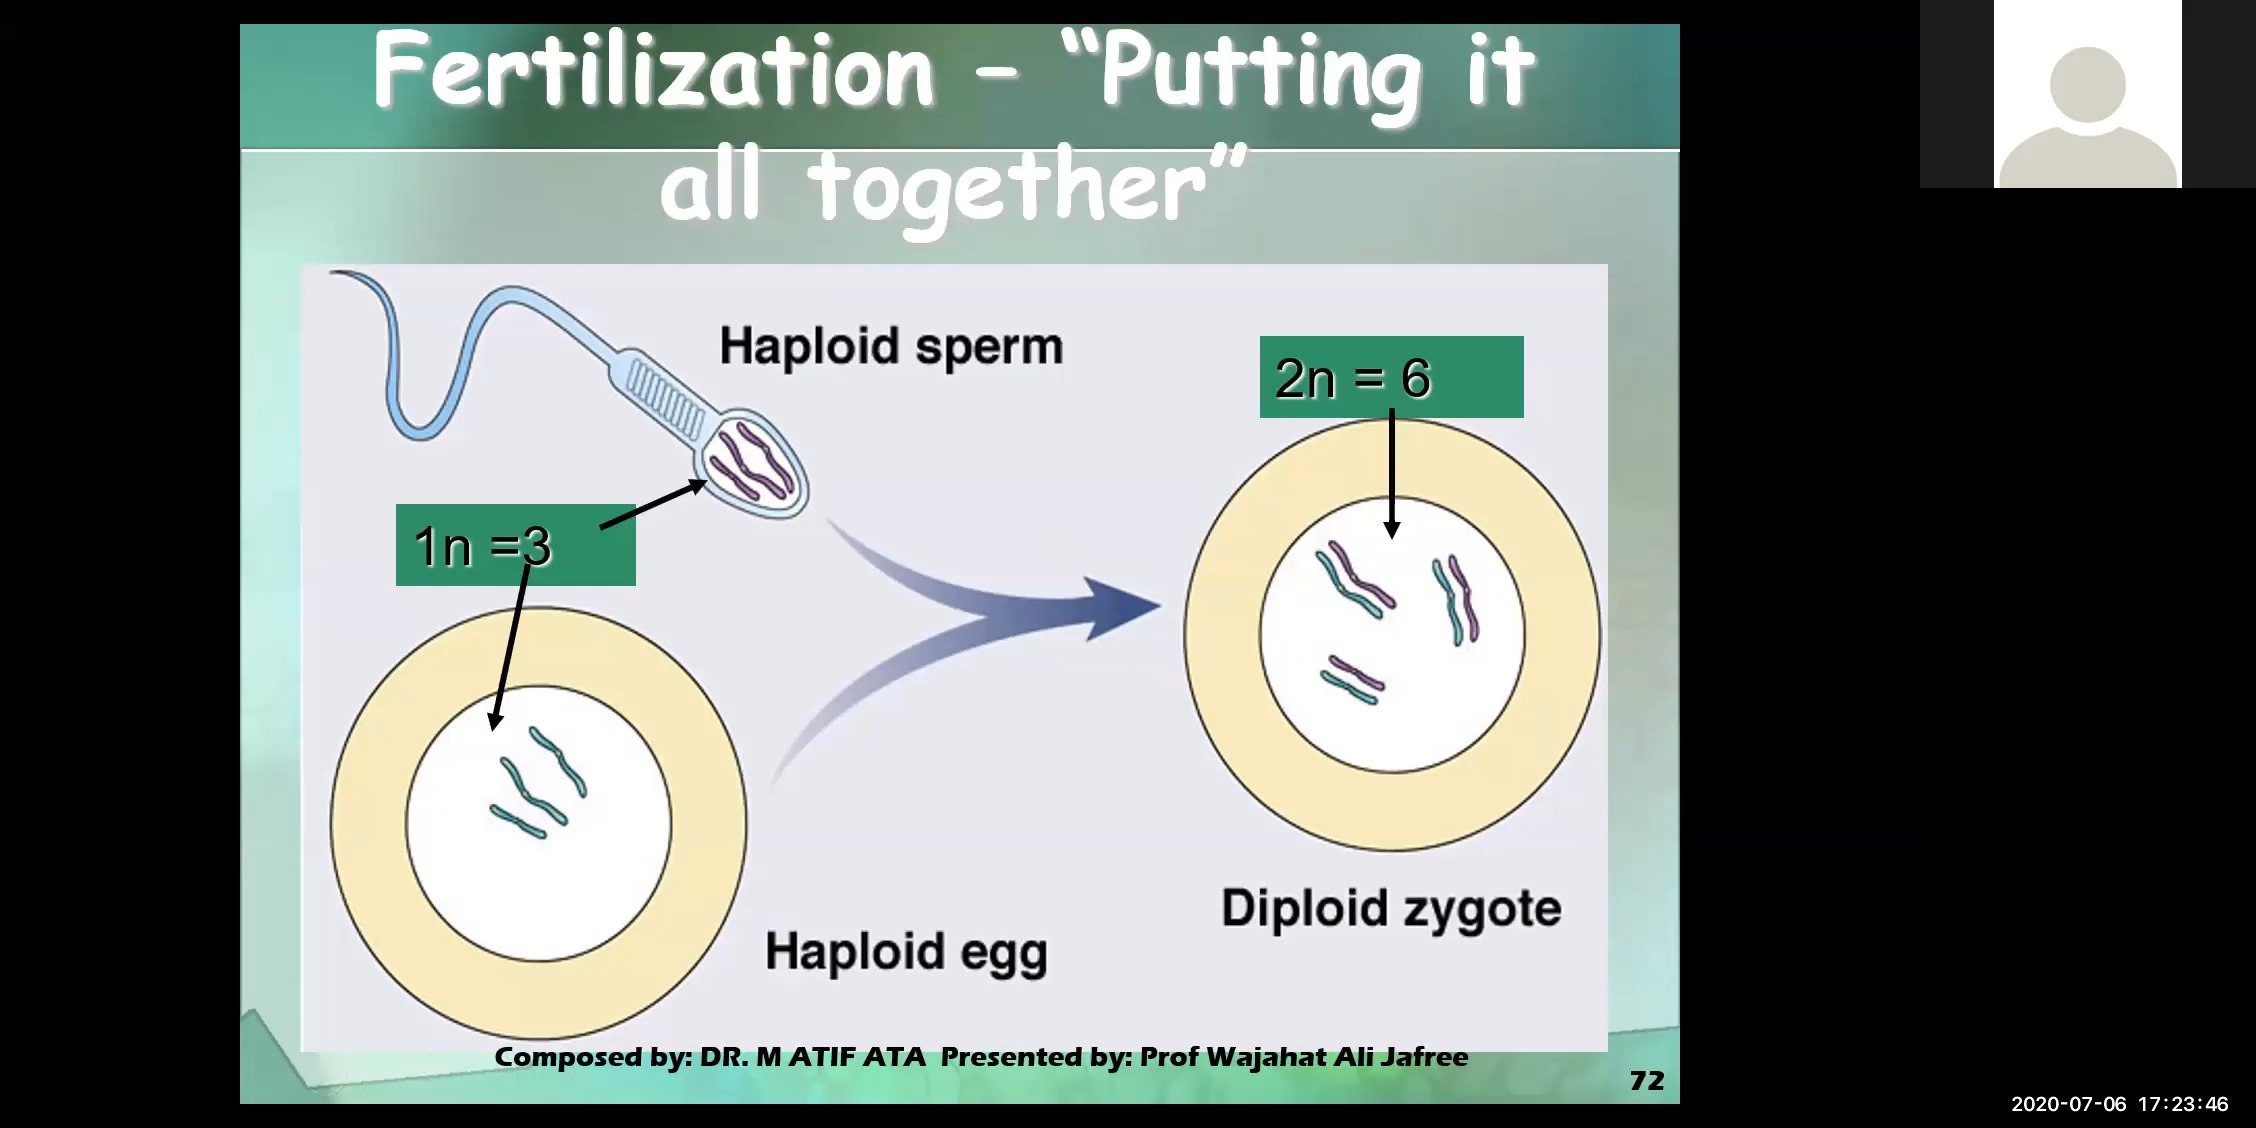 Fertilization – “Putting it
all together”
Haploid sperm
2n = 6
1n =3
Diploid zygote
Haploid egg
Composed by: DR. M ATIF ATA  Presented by: Prof Wajahat Ali Jafree
72
2020-07-06 17:23:46